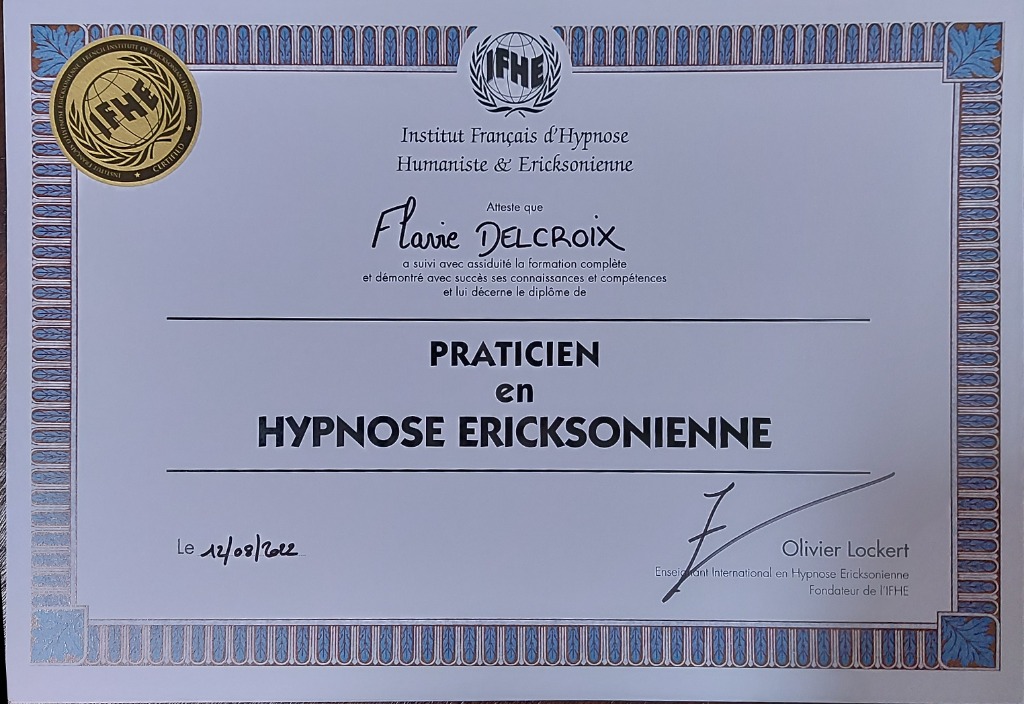 IFHE
Institut Français d'Hypnose
Humaniste & Ericksonienne
IFHE
CERTIFIED
Atteste que
Flavie DELCROIX
a suivi avec assiduité la formation complète
et démontré avec succès ses connaissances et compétences
et lui décerne le diplôme de
PRATICIEN
en
HYPNOSE ERICKSONIENNE
Le 12/08/2022
Olivier Lockert
Enseignant International en Hypnose Ericksonienne
Fondateur de l'IFHE